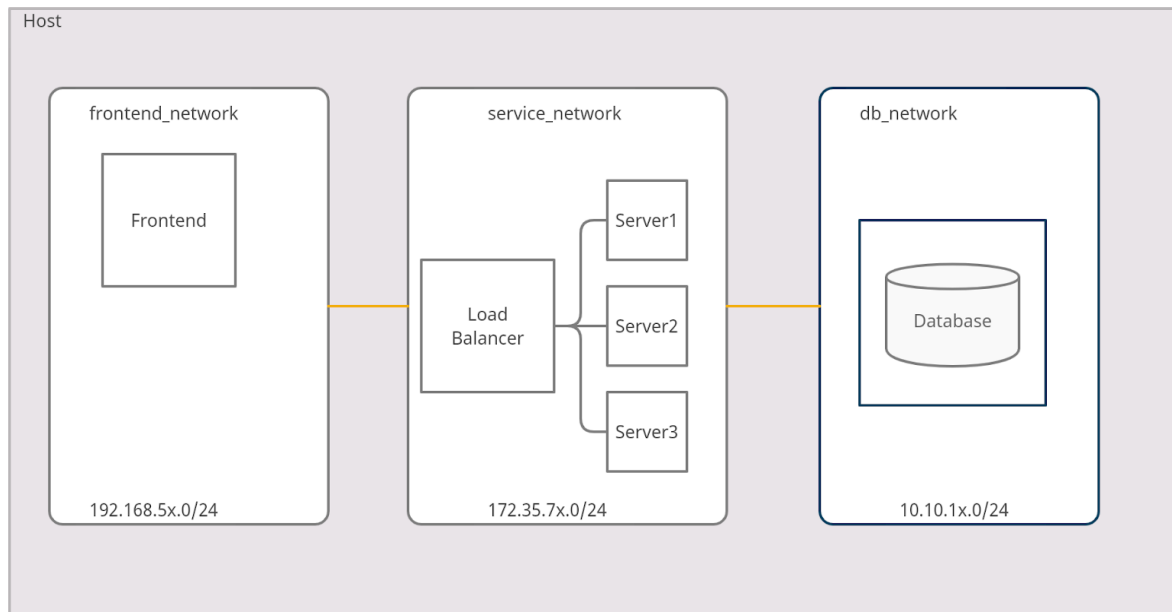 Host
frontend_network
Frontend
192.168.5x.0/24
service_network
Load
Balancer
Server1
Server2
Server3
172.35.7x.0/24
db_network
Database
10.10.1x.0/24